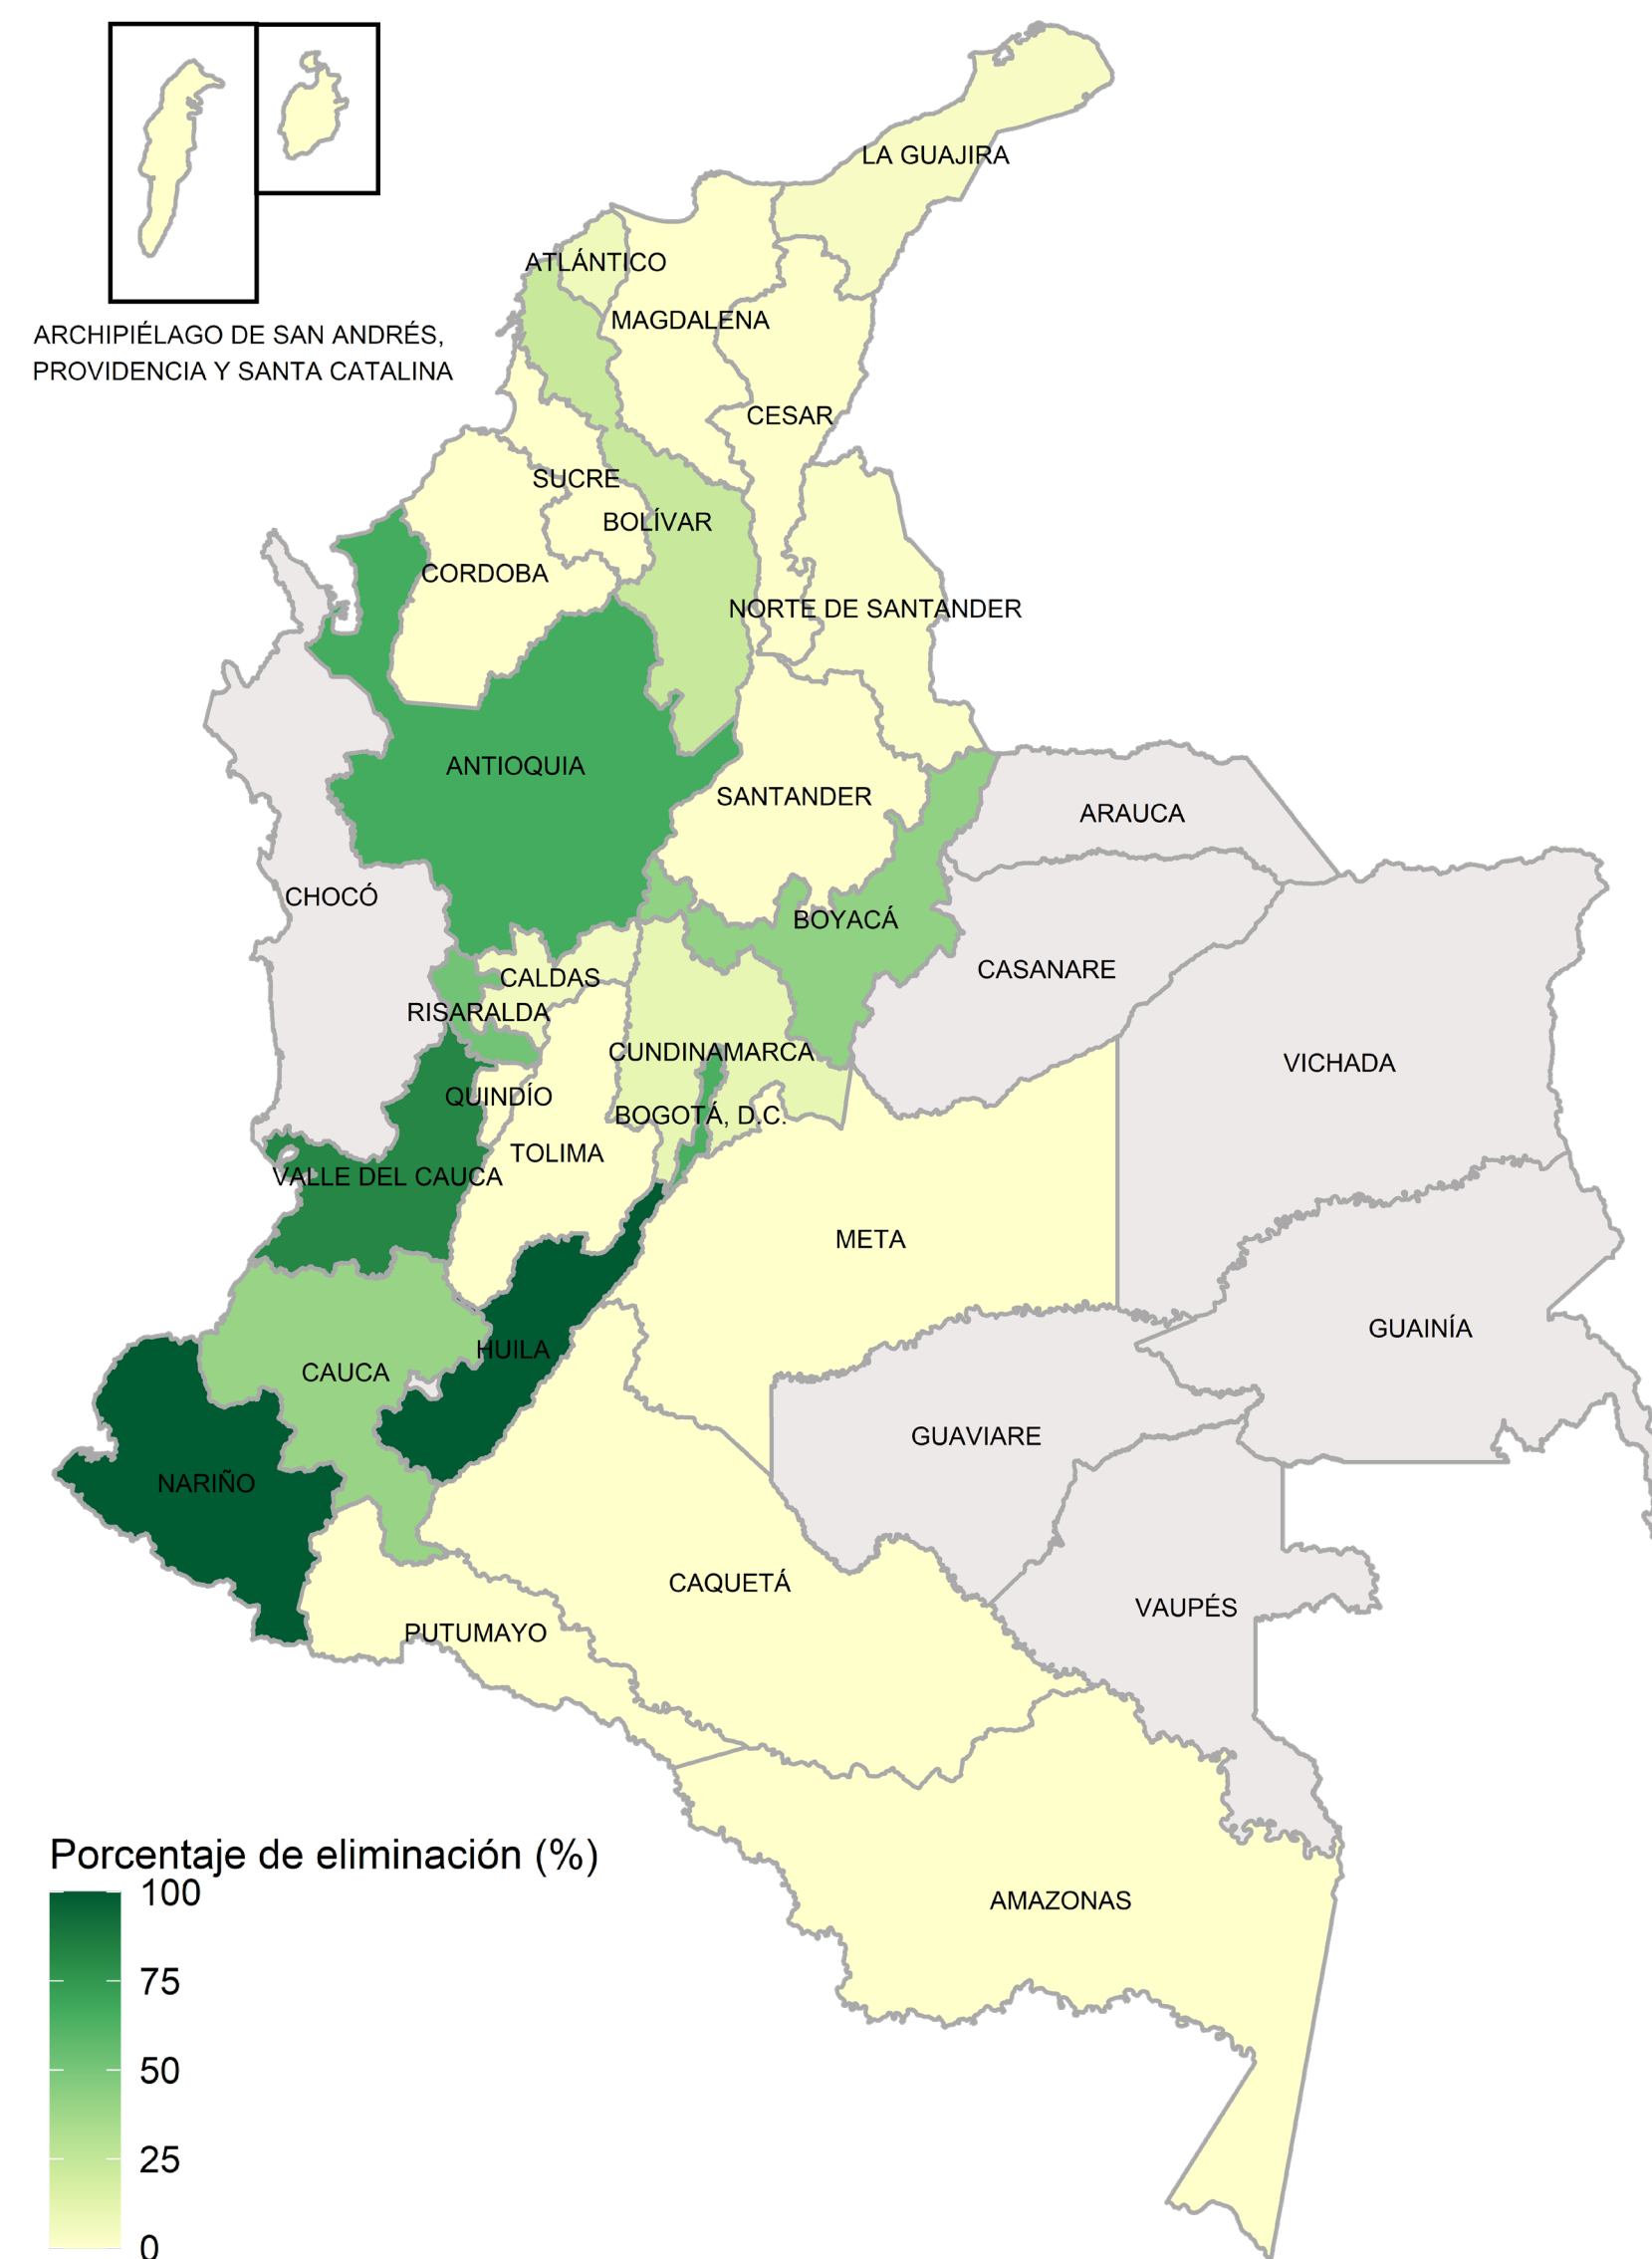 LA GUAJIRA
ATLÁNTICO
MAGDALENA
ARCHIPIÉLAGO DE SAN ANDRÉS,
PROVIDENCIA Y SANTA CATALINA
CESAR
SUCRE
BOLÍVAR
CORDOBA
NORTE DE SANTANDER
ANTIOQUIA
SANTANDER
ARAUCA
CHOCÓ
BOYACÁ
CASANARE
CALDAS
RISARALDA
CUNDINAMARCA
VICHADA
QUINDÍO
BOGOTÁ, D.C.
TOLIMA
VALLE DEL CAUCA
META
GUAINÍA
HUILA
CAUCA
GUAVIARE
NARIÑO
CAQUETÁ
VAUPÉS
PUTUMAYO
Porcentaje de eliminación (%)
100
AMAZONAS
75
50
25
0